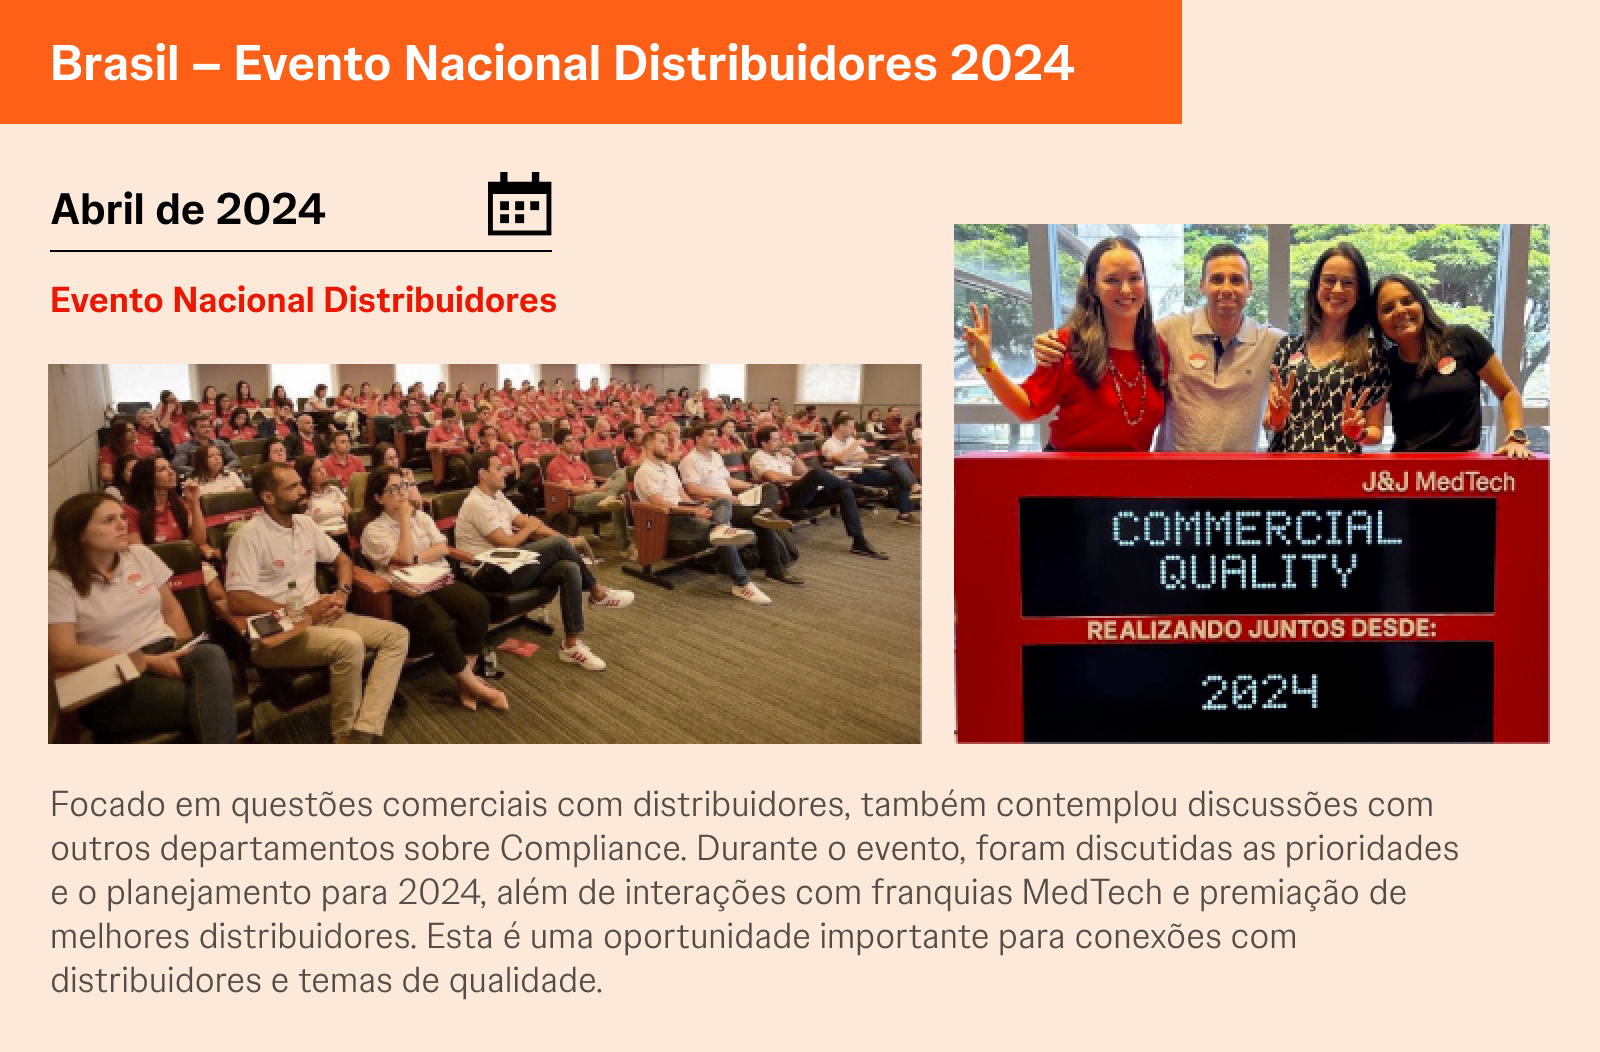 Brasil – Evento Nacional Distribuidores 2024
Abril de 2024
Evento Nacional Distribuidores
J&J MedTech
COMMERCIAL
QUALITY
REALIZANDO JUNTOS DESDE:
2024
Focado em questões comerciais com distribuidores, também contemplou discussões com
outros departamentos sobre Compliance. Durante o evento, foram discutidas as prioridades
e o planejamento para 2024, além de interações com franquias MedTech e premiação de
melhores distribuidores. Esta é uma oportunidade importante para conexões com
distribuidores e temas de qualidade.